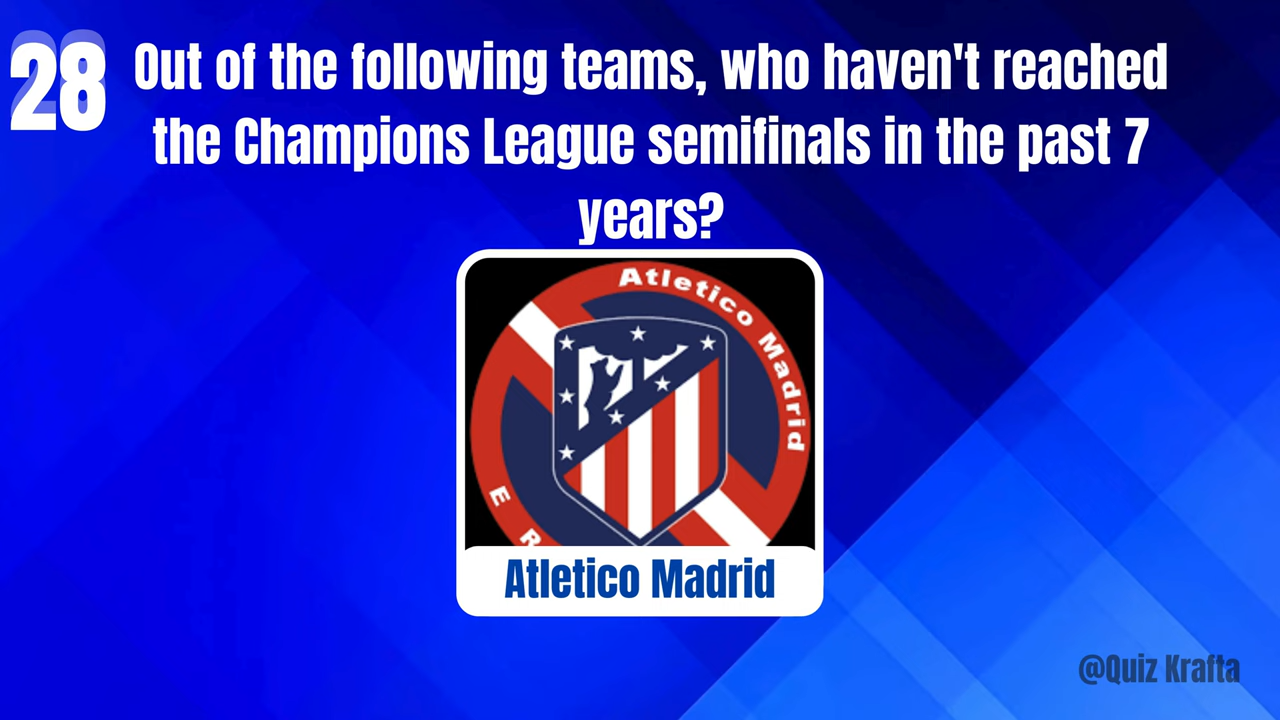 28
Out of the following teams, who haven't reached
the Champions League semifinals in the past 7
years?
Atletico Madrid
E R
Atletico Madrid
@Quiz Krafta